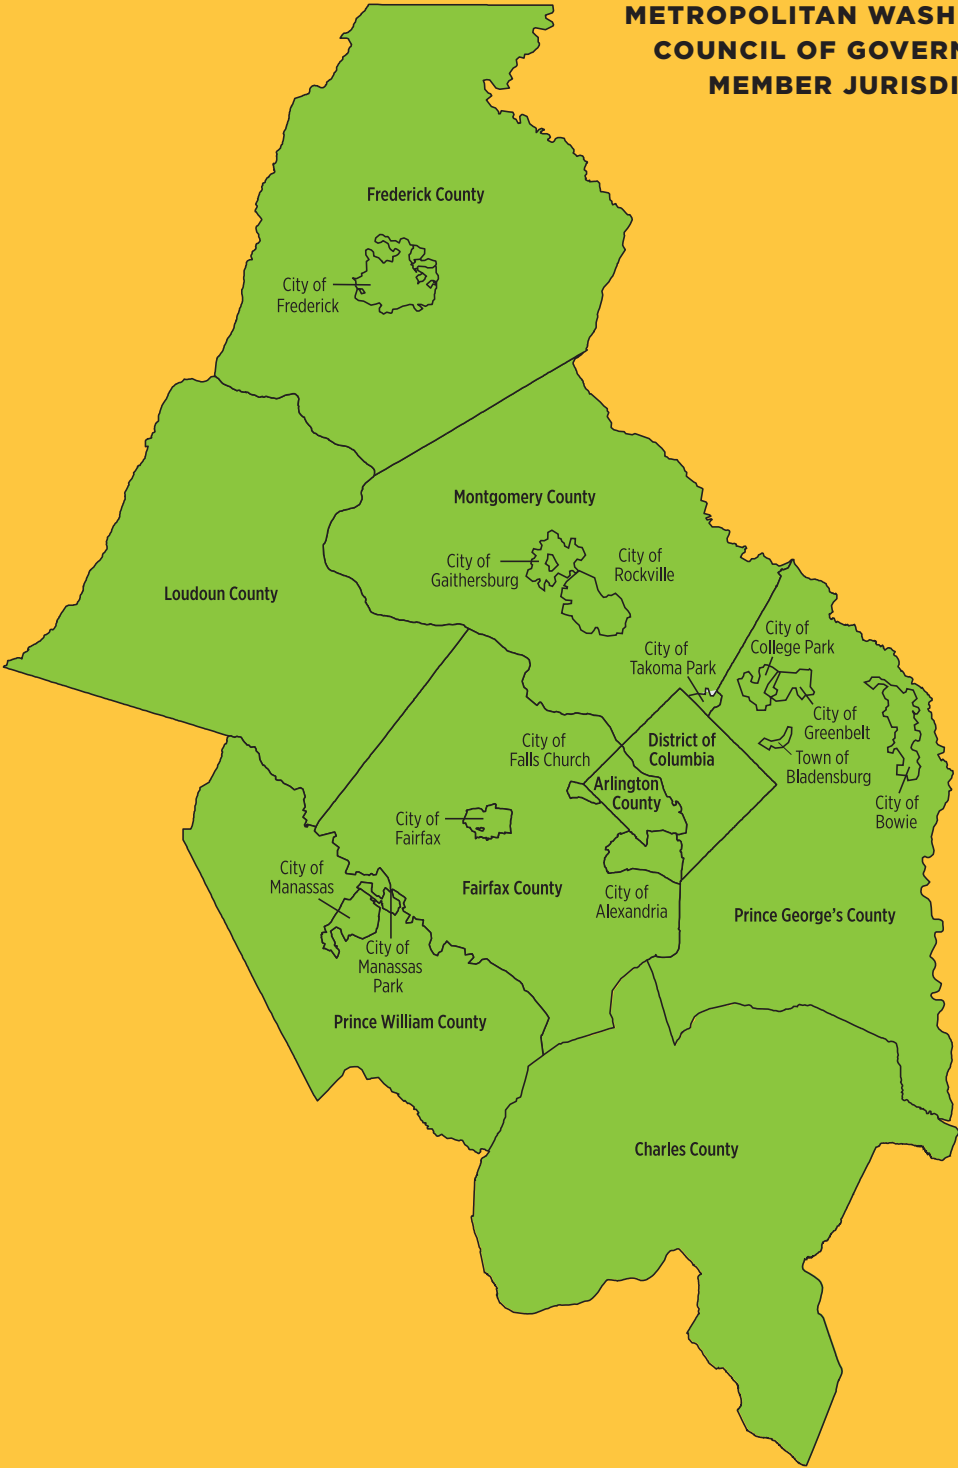 METROPOLITAN WASH
COUNCIL OF GOVERN
MEMBER JURISDI
Frederick County
City of
Frederick
Montgomery County
City of
Gaithersburg
City of
Rockville
Loudoun County
City of
College Park
City of
Takoma Park
City of
Greenbelt
City of
Falls Church
District of
Columbia
Town of
Bladensburg
Arlington
County
City of
Bowie
City of
Fairfax
City of
Manassas
Fairfax County
City of
Alexandria
Prince George’s County
City of
Manassas
Park
Prince William County
Charles County